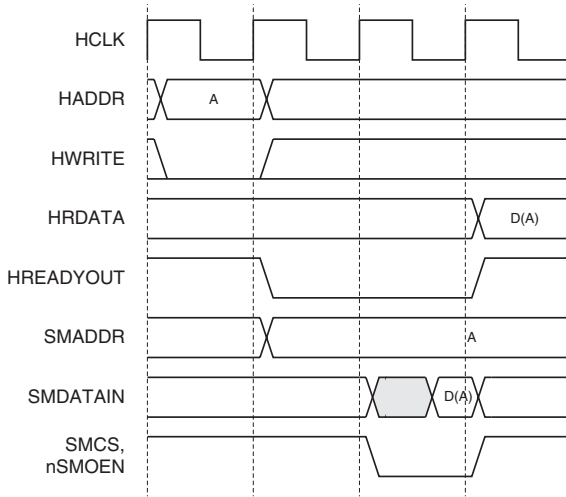 HCLK
HADDR
A
HWRITE
HRDATA
D(A)
HREADYOUT
SMADDR
A
SMDATAIN
D(A)
SMCS,
nSMOEN